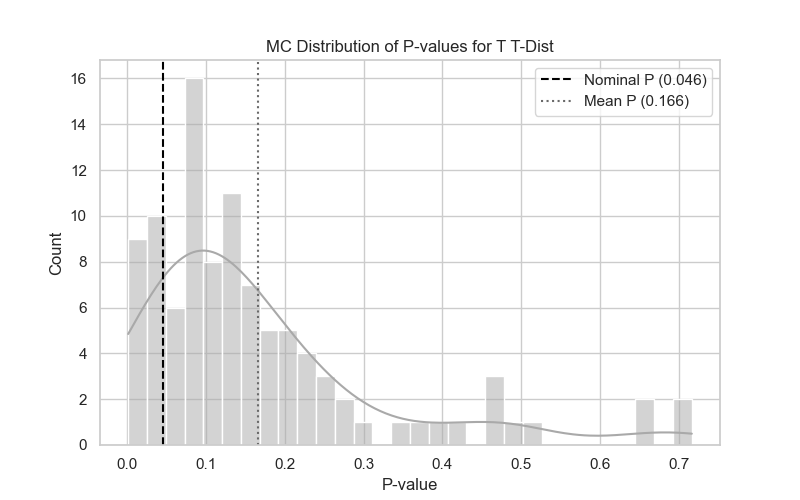 MC Distribution of P-values for T T-Dist
Nominal P (0.046)
Mean P (0.166)
16
14
12
10
8
6
4
2
0
Count
0.0 0.1 0.2 0.3 0.4 0.5 0.6 0.7
P-value